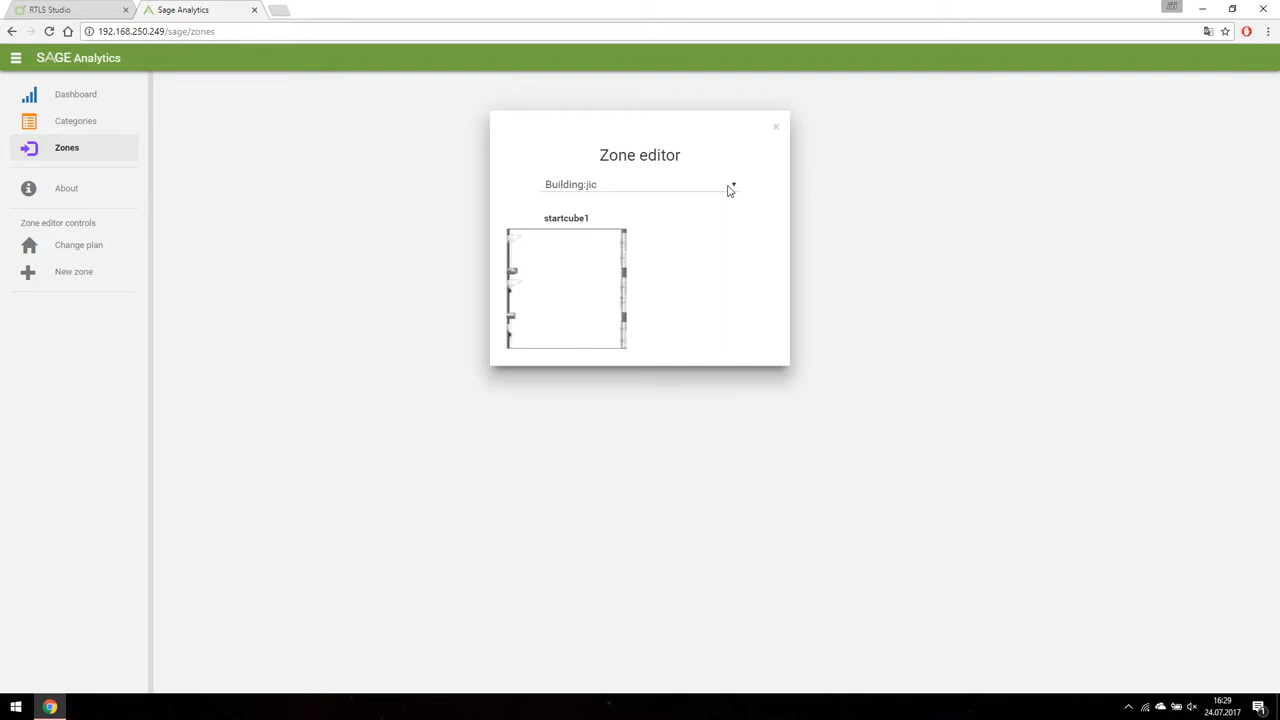 RTLS Studio
Sage Analytics
192.168.250.249/sage/zones
SAGE Analytics
Dashboard
Categories
Zones
About
Zone editor controls
Change plan
New zone
Zone editor
Building:jic
startcube1
16:29
24.07.2017